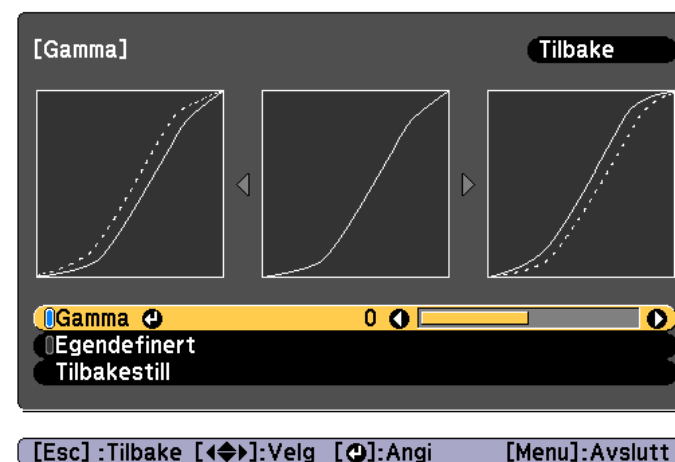 [Gamma] Tilbake
Gamma 0
Egendefinert
Tilbakestill
[Esc] :Tilbake [ ]:Velg [ ]:Angi [Menu]:Avslutt